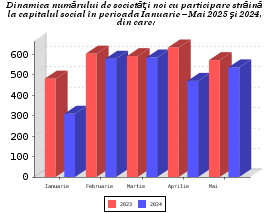 Dinamica numărului de societăţi noi cu participare străină
la capitalul social în perioada Ianuarie – Mai 2025 şi 2024,
din care:
600
500
400
300
200
100
0
Ianuarie Februarie Martie Aprilie Mai
2023 2024